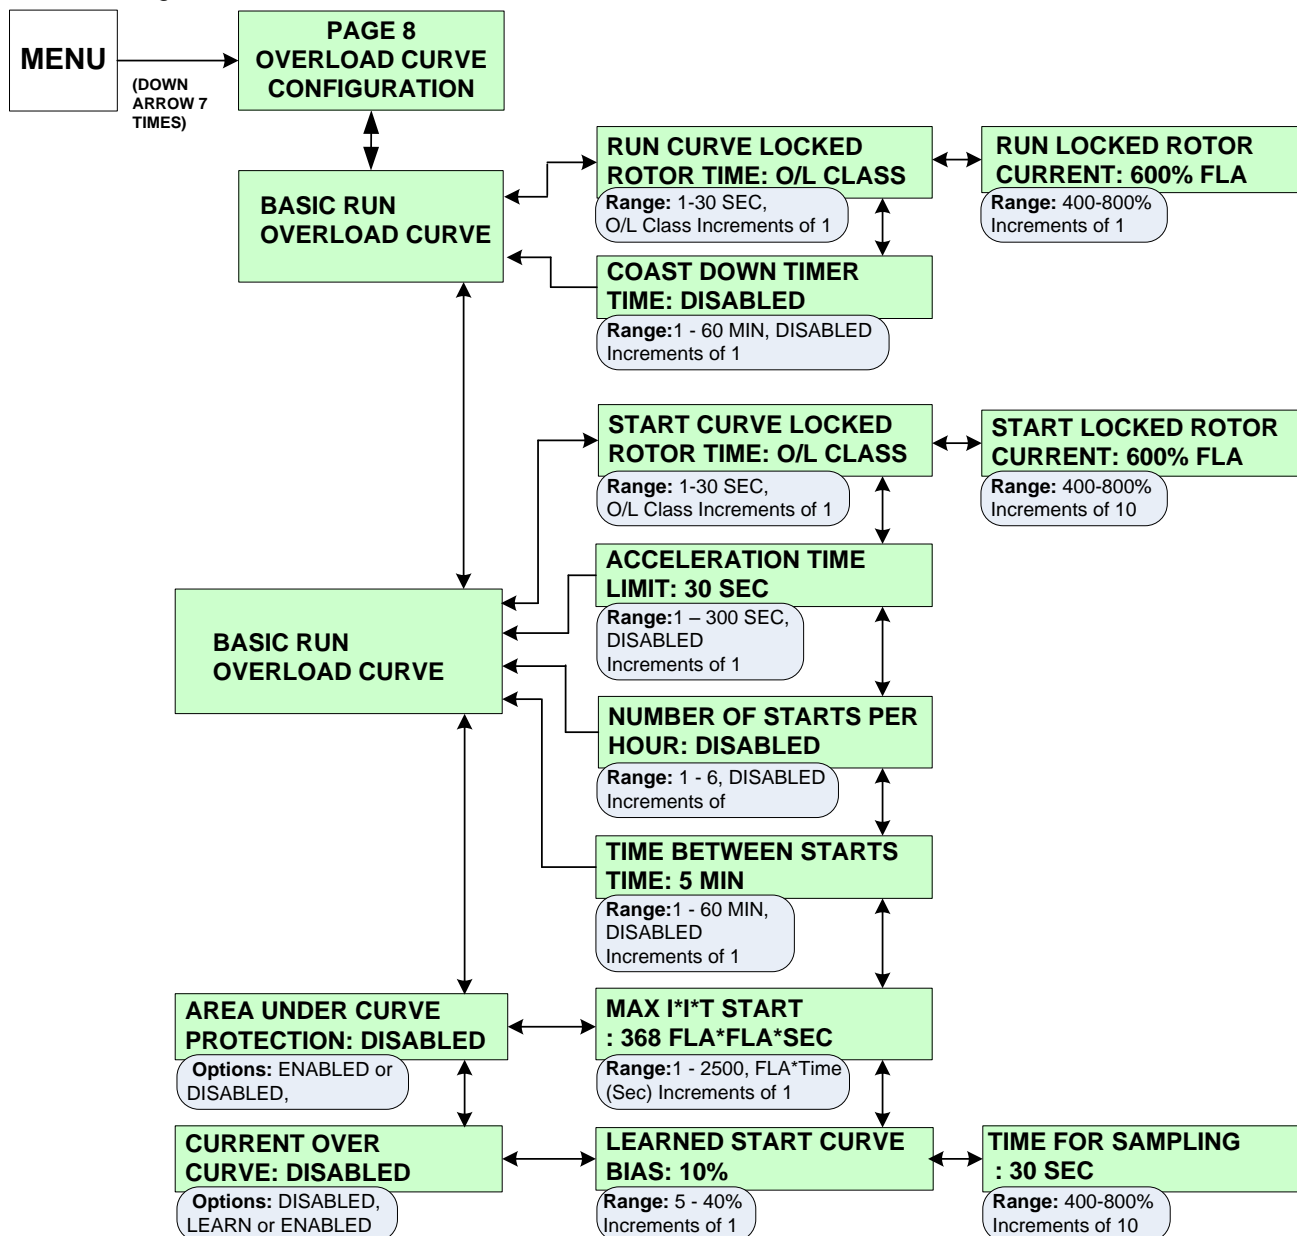 MENU
(DOWN
ARROW 7
TIMES)
PAGE 8
OVERLOAD CURVE
CONFIGURATION
BASIC RUN
OVERLOAD CURVE
RUN CURVE LOCKED
ROTOR TIME: O/L CLASS
Range: 1-30 SEC,
O/L Class Increments of 1
RUN LOCKED ROTOR
CURRENT: 600% FLA
Range: 400-800%
Increments of 1
COAST DOWN TIMER
TIME: DISABLED
Range:1 - 60 MIN, DISABLED
Increments of 1
START CURVE LOCKED
ROTOR TIME: O/L CLASS
Range: 1-30 SEC,
O/L Class Increments of 1
START LOCKED ROTOR
CURRENT: 600% FLA
Range: 400-800%
Increments of 10
BASIC RUN
OVERLOAD CURVE
ACCELERATION TIME
LIMIT: 30 SEC
Range:1 – 300 SEC,
DISABLED
Increments of 1
NUMBER OF STARTS PER
HOUR: DISABLED
Range: 1 - 6, DISABLED
Increments of
TIME BETWEEN STARTS
TIME: 5 MIN
Range:1 - 60 MIN,
DISABLED
Increments of 1
AREA UNDER CURVE
PROTECTION: DISABLED
Options: ENABLED or
DISABLED,
MAX I*I*T START
: 368 FLA*FLA*SEC
Range:1 - 2500, FLA*Time
(Sec) Increments of 1
CURRENT OVER
CURVE: DISABLED
Options: DISABLED,
LEARN or ENABLED
LEARNED START CURVE
BIAS: 10%
Range: 5 - 40%
Increments of 1
TIME FOR SAMPLING
: 30 SEC
Range: 400-800%
Increments of 10